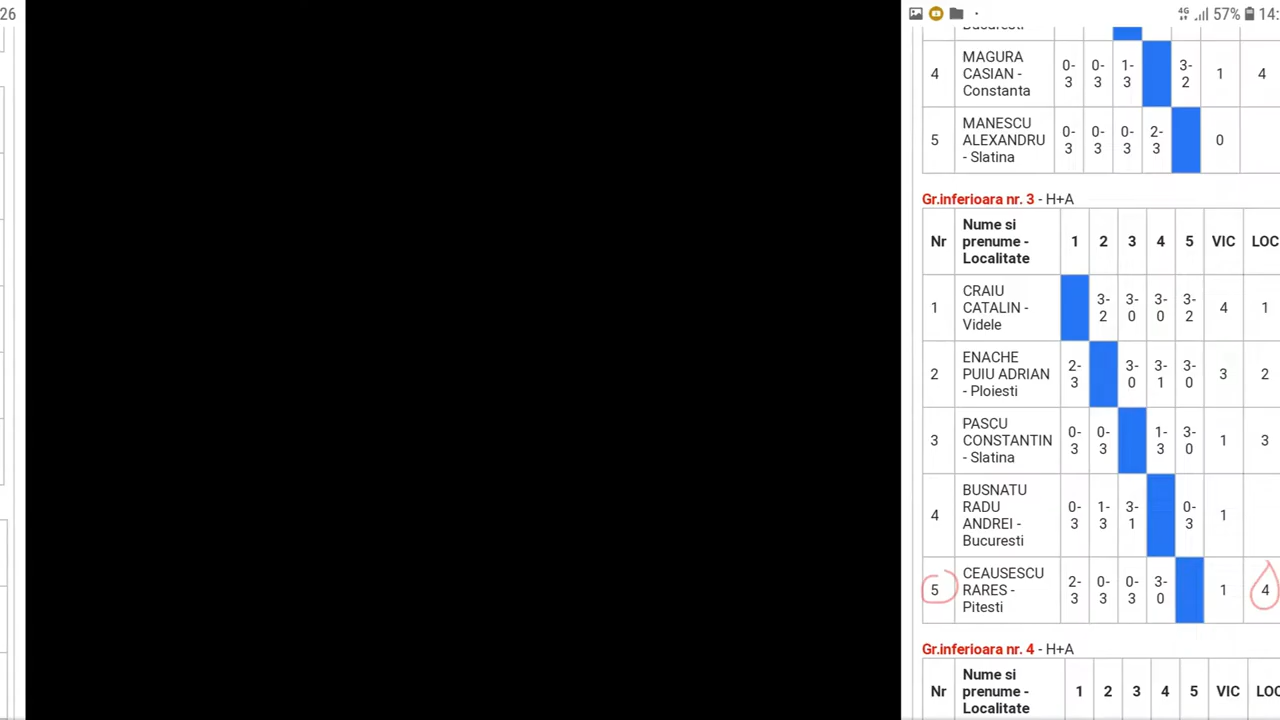 26
4G 57% 14:
4 MAGURA CASIAN - Constanta 0-3 0-3 1-3 3-2 1 4
5 MANESCU ALEXANDRU - Slatina 0-3 0-3 0-3 2-3 0
Gr.inferioara nr. 3 - H+A
Nr Nume si prenume - Localitate 1 2 3 4 5 VIC LOC
1 CRAIU CATALIN - Videle 3-2 3-0 3-0 3-2 4 1
2 ENACHE PUIU ADRIAN - Ploiesti 2-3 3-0 3-1 3-0 3 2
3 PASCU CONSTANTIN - Slatina 0-3 0-3 1-3 3-0 1 3
4 BUSNATU RADU ANDREI - Bucuresti 0-3 1-3 3-1 0-3 1
5 CEAUSESCU RARES - Pitesti 2-3 0-3 0-3 3-0 1 4
Gr.inferioara nr. 4 - H+A
Nr Nume si prenume - Localitate 1 2 3 4 5 VIC LOC